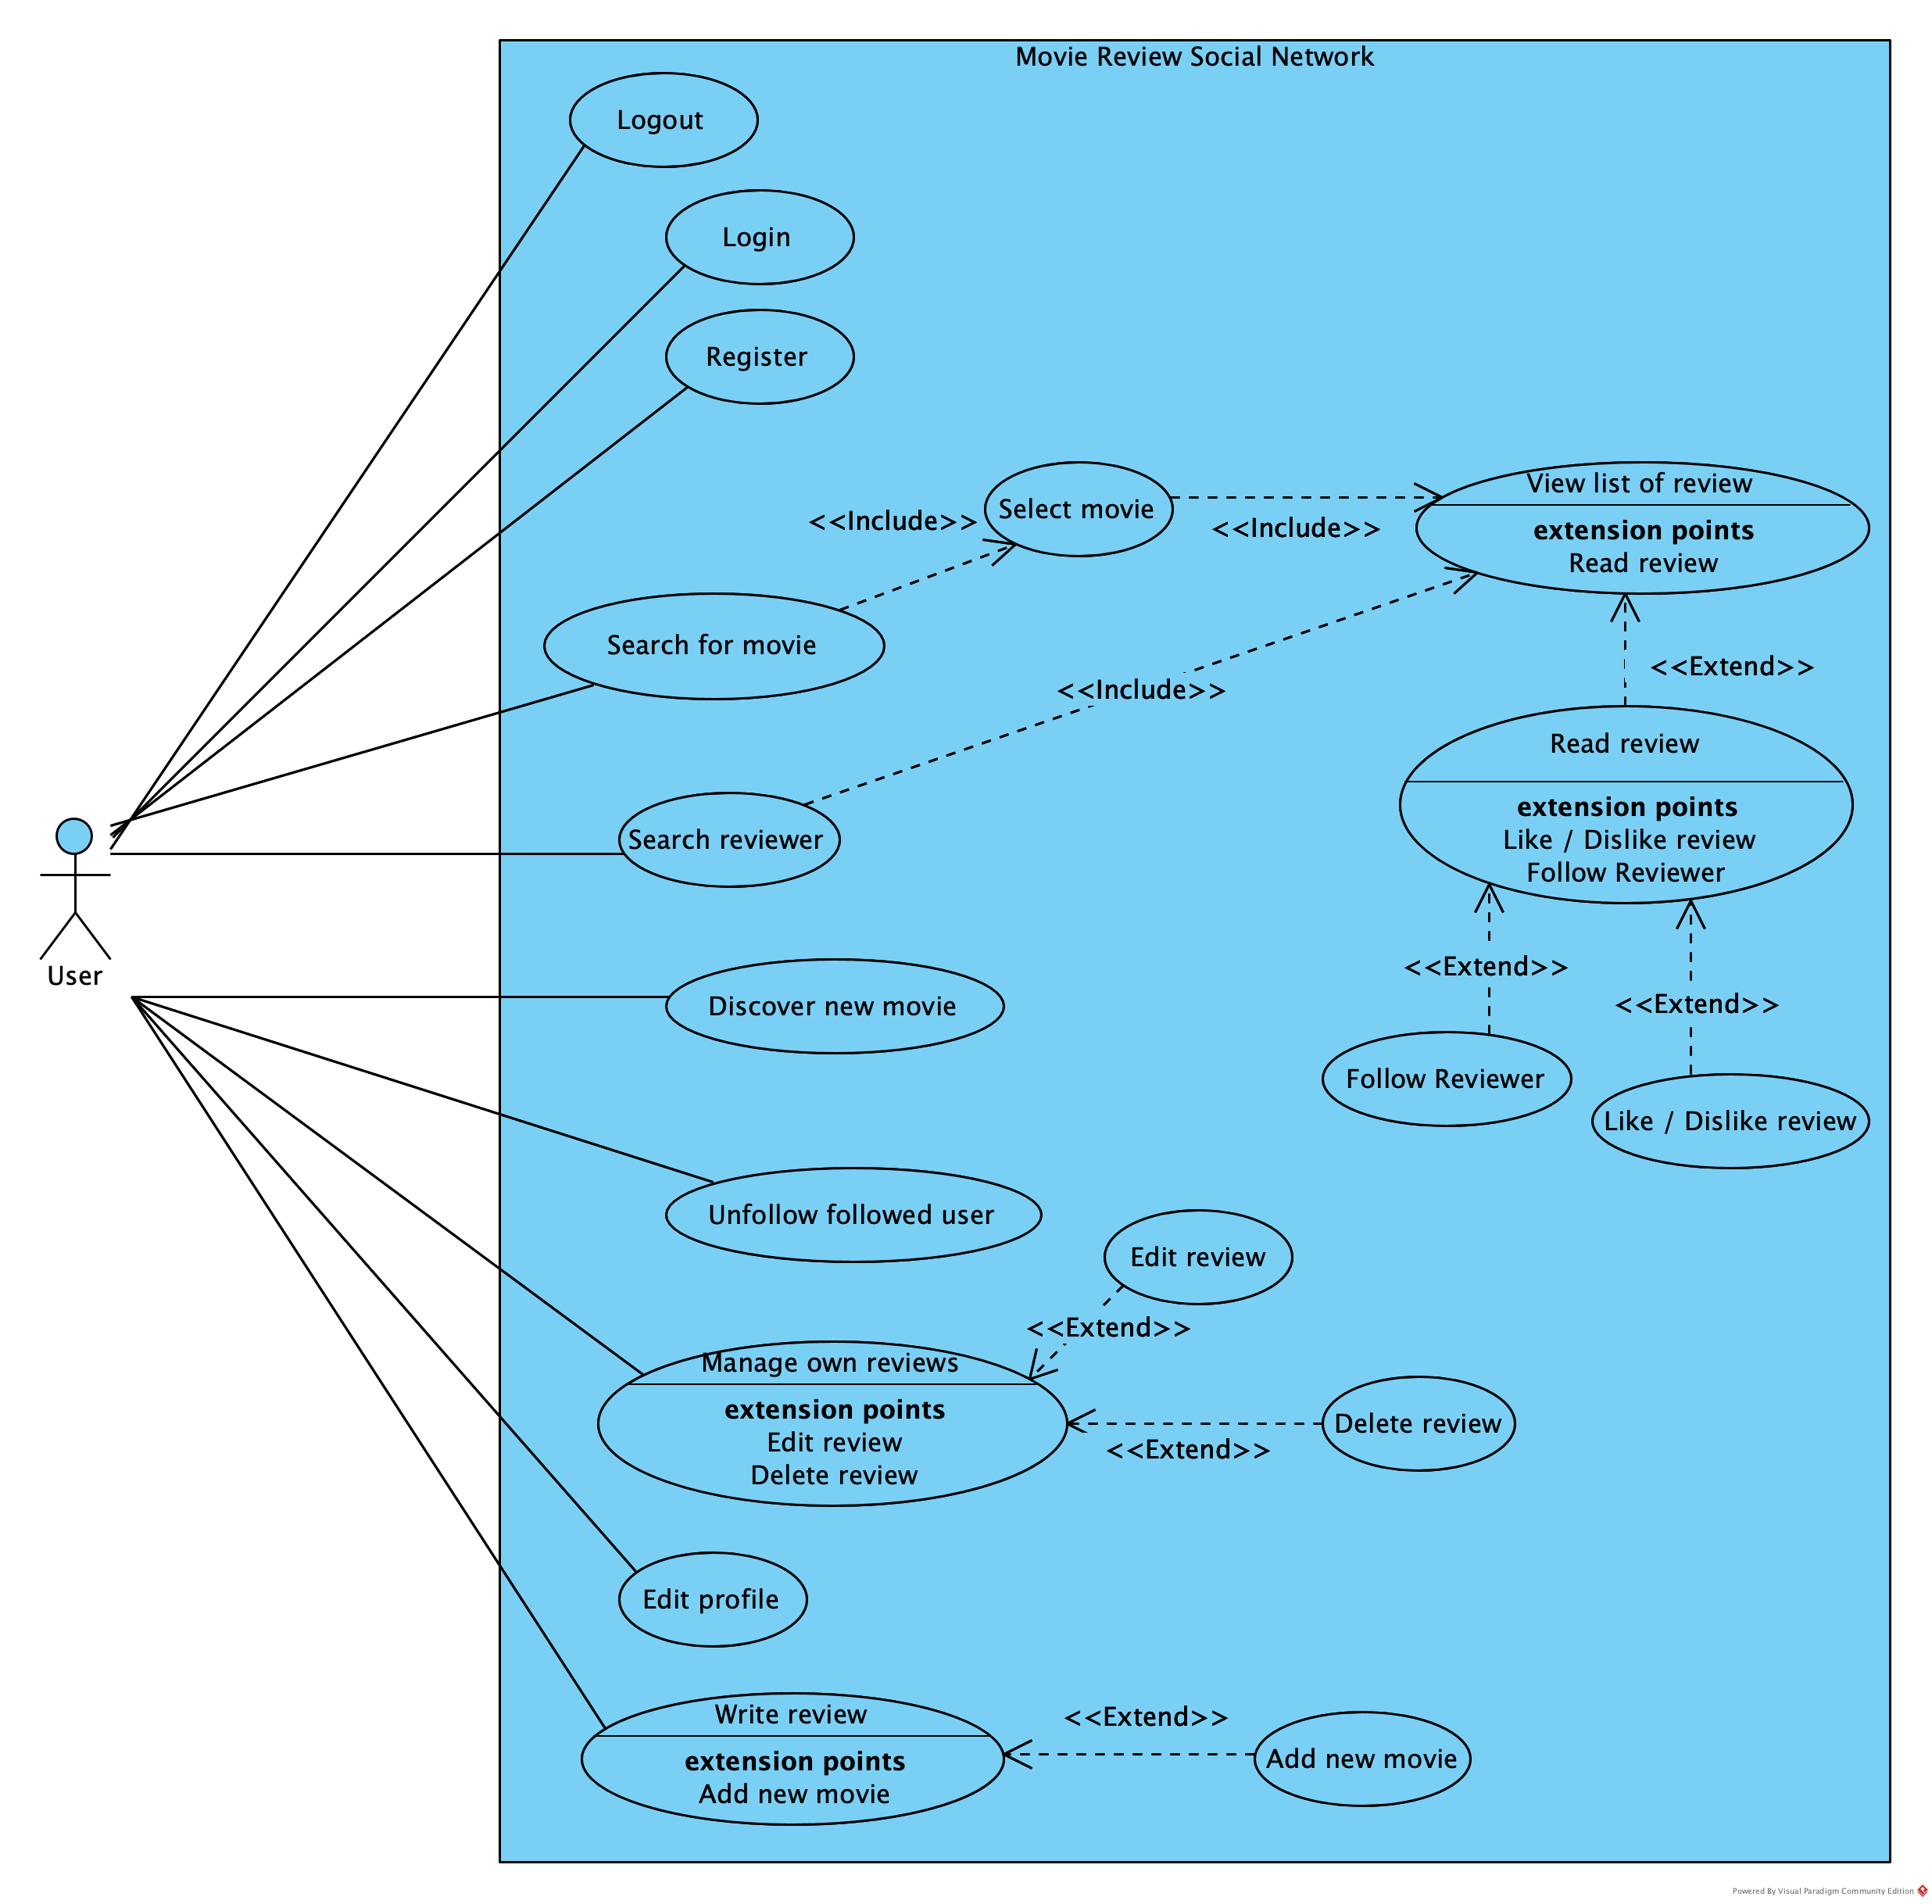 Movie Review Social Network
Logout
Login
Register
Select movie
<<Include>>
<<Include>>
View list of review
extension points
Read review
Search for movie
<<Include>>
<<Extend>>
Read review
extension points
Like / Dislike review
Follow Reviewer
Search reviewer
User
Discover new movie
<<Extend>>
<<Extend>>
Follow Reviewer
Like / Dislike review
Unfollow followed user
Edit review
<<Extend>>
Manage own reviews
extension points
Edit review
Delete review
<<Extend>>
Delete review
Edit profile
Write review
extension points
Add new movie
<<Extend>>
Add new movie
Powered By Visual Paradigm Community Edition